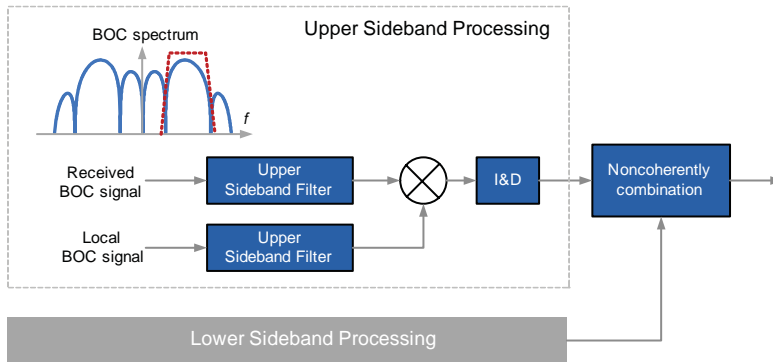 Upper Sideband Processing
BOC spectrum
f
Received
BOC signal
Upper
Sideband Filter
I&D
Noncoherently
combination
Local
BOC signal
Upper
Sideband Filter
Lower Sideband Processing